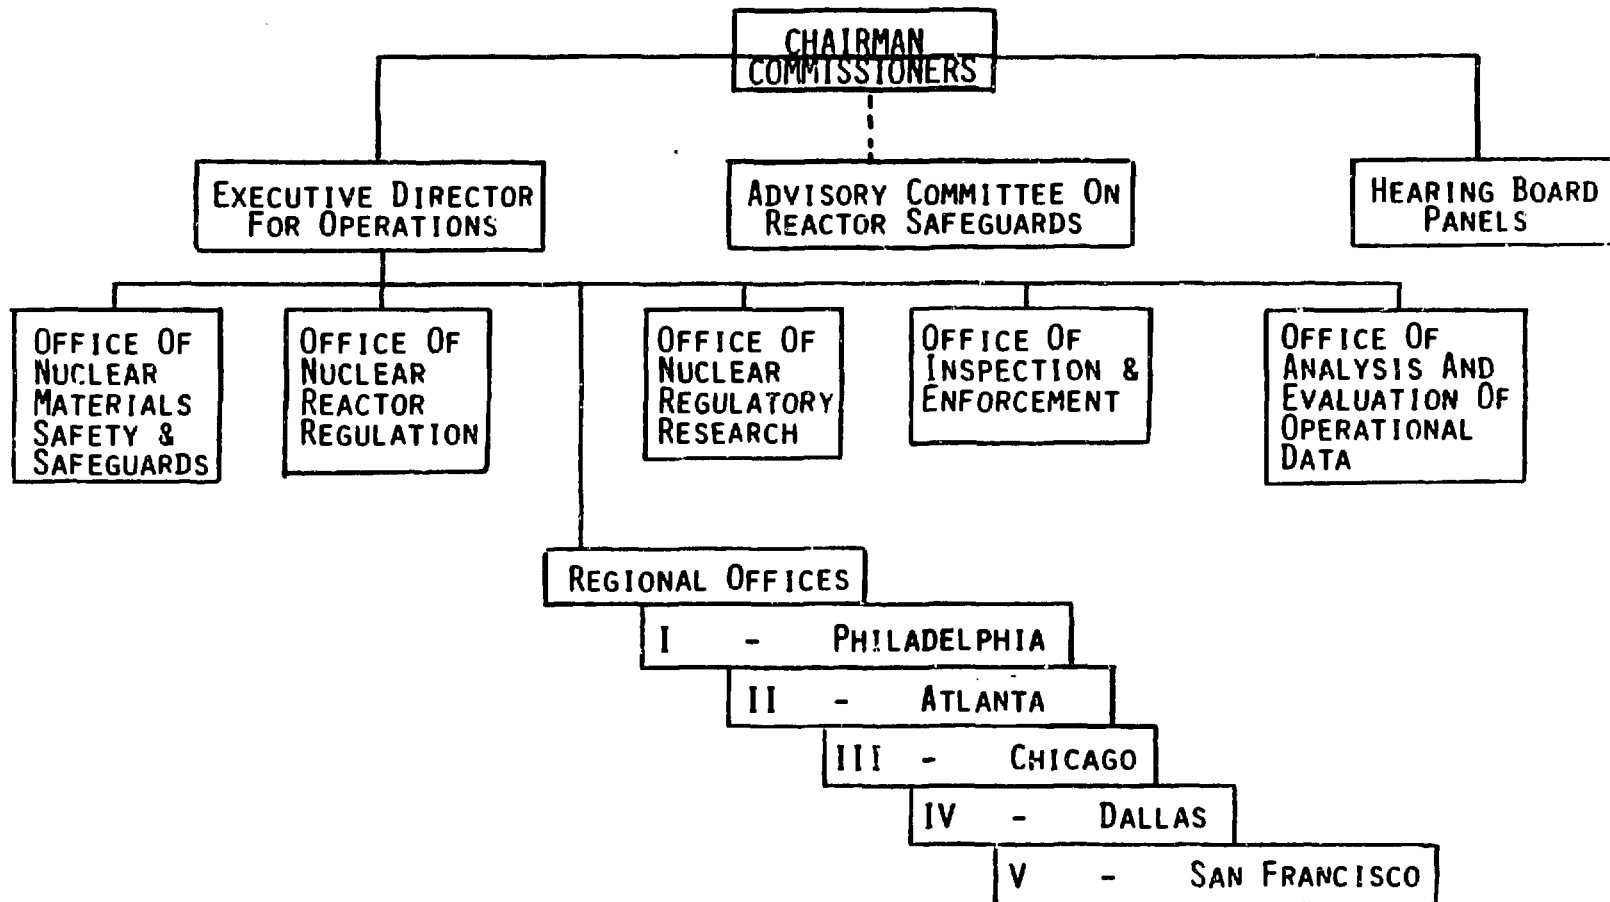 CHAIRMAN
COMMISSIONERS
EXECUTIVE DIRECTOR
FOR OPERATIONS
ADVISORY COMMITTEE ON
REACTOR SAFEGUARDS
HEARING BOARD
PANELS
OFFICE OF
NUCLEAR
MATERIALS
SAFETY &
SAFEGUARDS
OFFICE OF
NUCLEAR
REACTOR
REGULATION
OFFICE OF
NUCLEAR
REGULATORY
RESEARCH
OFFICE OF
INSPECTION &
ENFORCEMENT
OFFICE OF
ANALYSIS AND
EVALUATION OF
OPERATIONAL
DATA
REGIONAL OFFICES
I - PHILADELPHIA
II - ATLANTA
III - CHICAGO
IV - DALLAS
V - SAN FRANCISCO